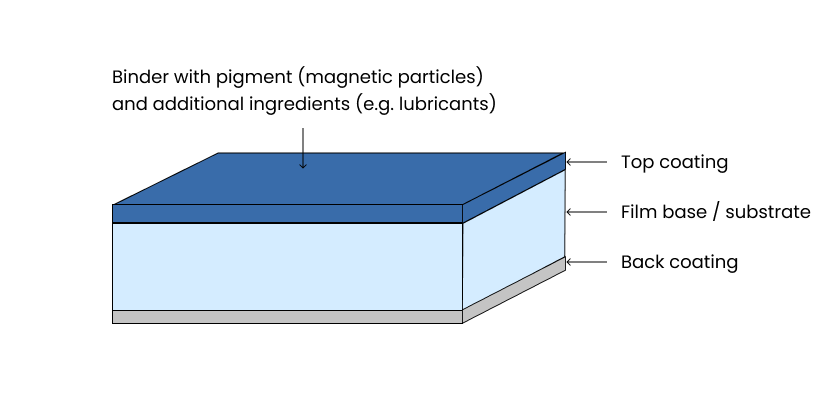 Binder with pigment (magnetic particles)
and additional ingredients (e.g. lubricants)
Top coating
Film base / substrate
Back coating